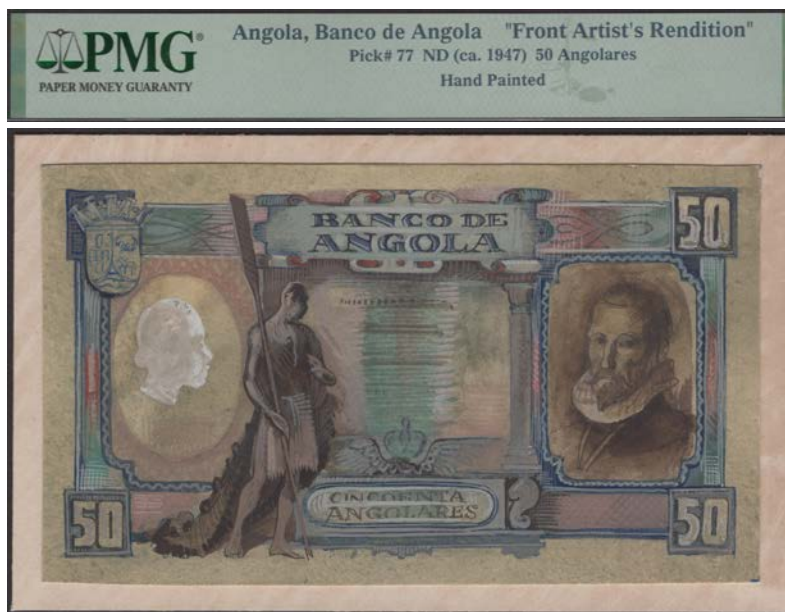 PMG
PAPER MONEY GUARANTY
Angola, Banco de Angola "Front Artist's Rendition"
Pick# 77 ND (ca. 1947) 50 Angolares
Hand Painted
BANCO DE
ANGOLA
50
50
CINCOENTA
ANGOLARES
50